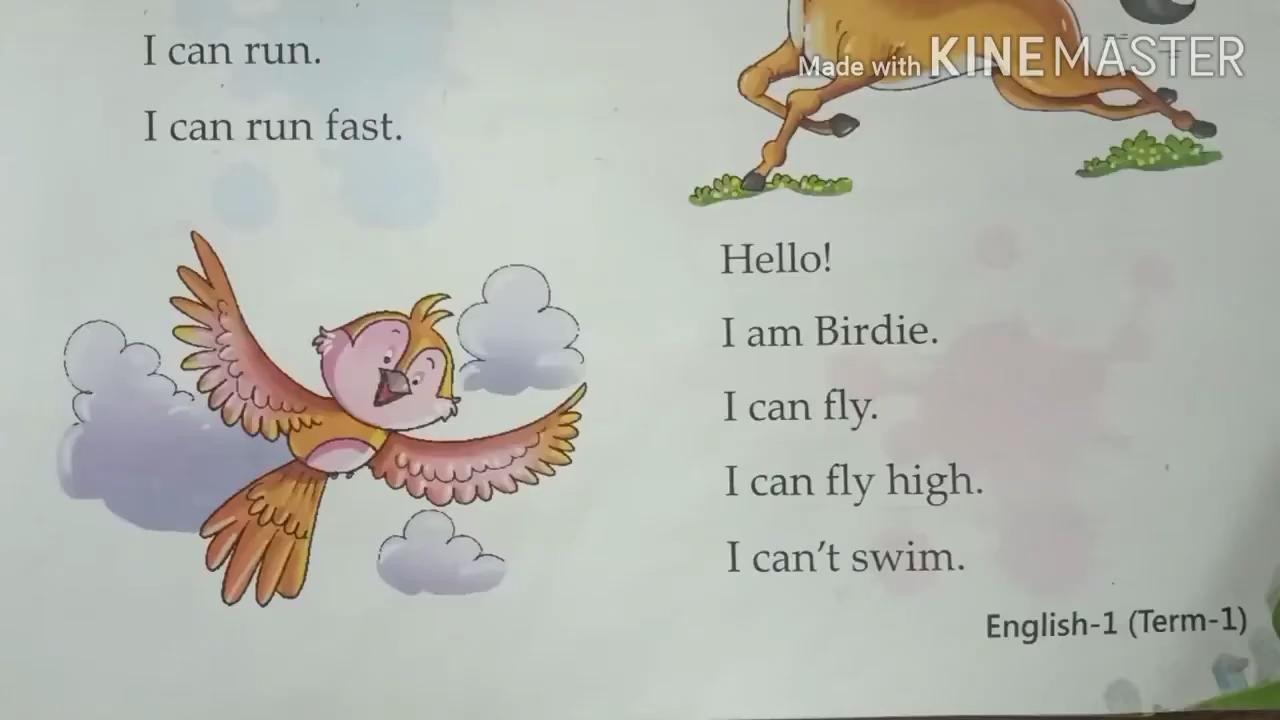 I can run.
I can run fast.
Made with KINEMASTER
Hello!
I am Birdie.
I can fly.
I can fly high.
I can't swim.
English-1 (Term-1)